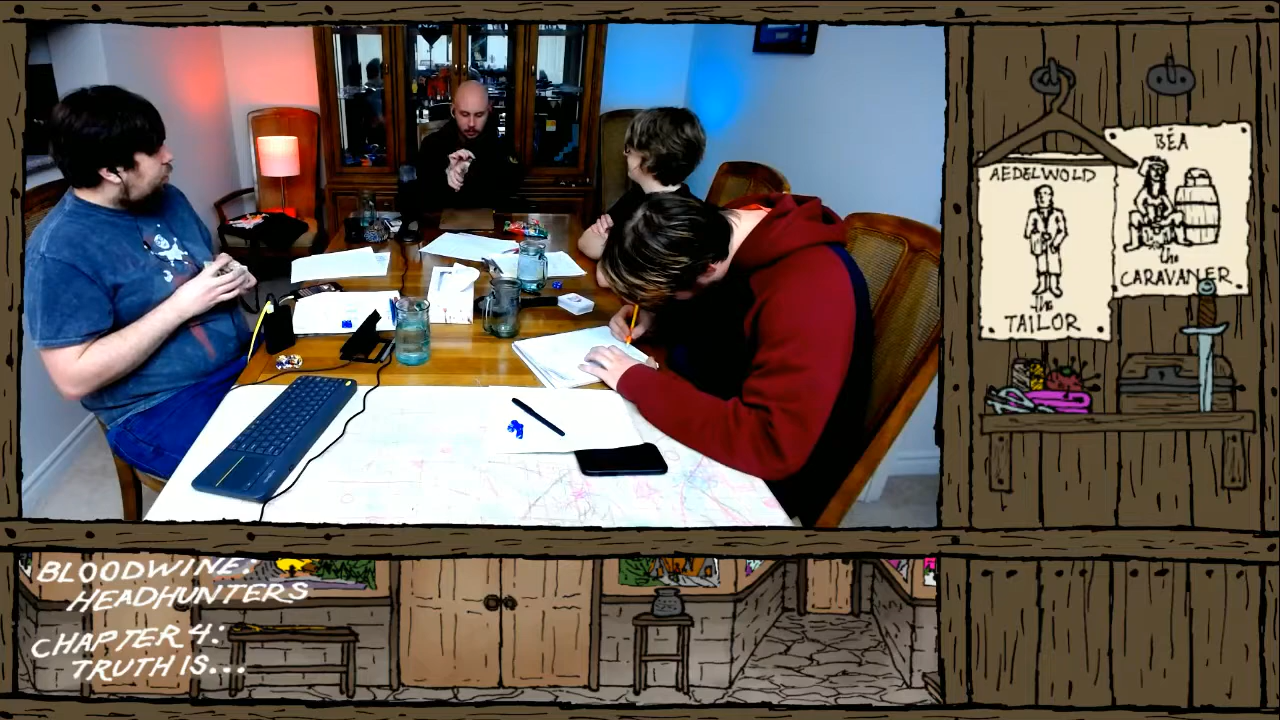 BÉA
AEDELWOLD
the
CARAVANER
The
TAILOR
BLOODWINE:
HEADHUNTERS
CHAPTER 4:
TRUTH IS...